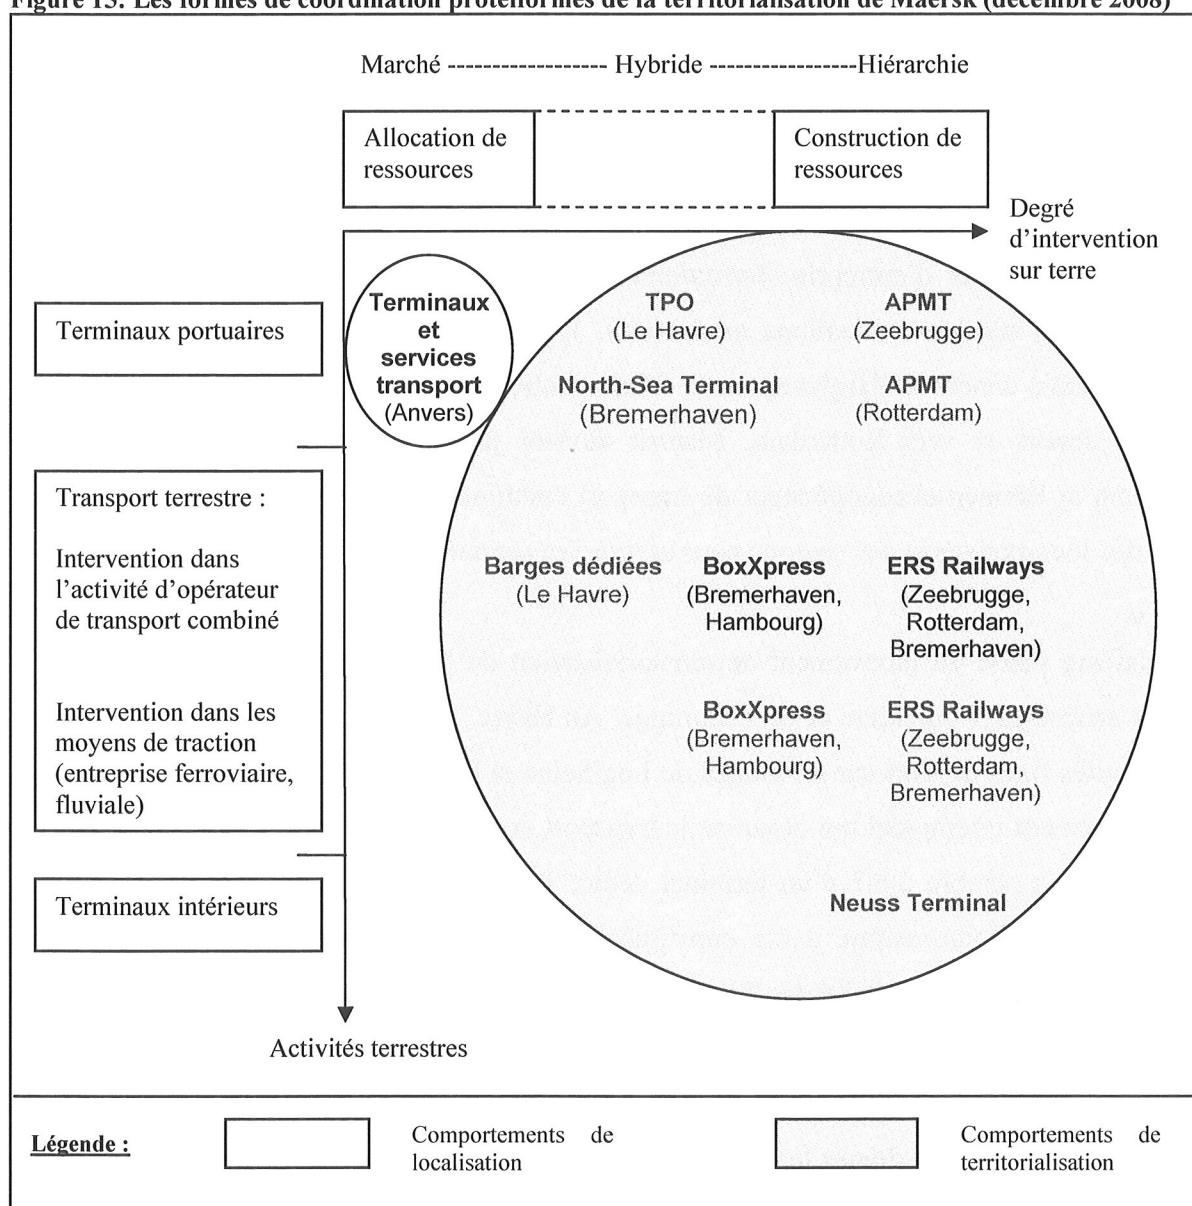 Figure 13: Les formes de coordination protéiformes de la territorialisation de Maersk (décembre 2008)
Marché ------------------ Hybride -----------------Hiérarchie
Allocation de
ressources
Construction de
ressources
Degré
d'intervention
sur terre
Terminaux portuaires
Terminaux
et
services
transport
(Anvers)
TPO
(Le Havre)
APMT
(Zeebrugge)
North-Sea Terminal
(Bremerhaven)
APMT
(Rotterdam)
Transport terrestre :
Intervention dans
l'activité d'opérateur
de transport combiné
Barges dédiées
(Le Havre)
BoxXpress
(Bremerhaven,
Hambourg)
ERS Railways
(Zeebrugge,
Rotterdam,
Bremerhaven)
Intervention dans les
moyens de traction
(entreprise ferroviaire,
fluviale)
BoxXpress
(Bremerhaven,
Hambourg)
ERS Railways
(Zeebrugge,
Rotterdam,
Bremerhaven)
Terminaux intérieurs
Neuss Terminal
Activités terrestres
Légende :
Comportements de
localisation
Comportements de
territorialisation